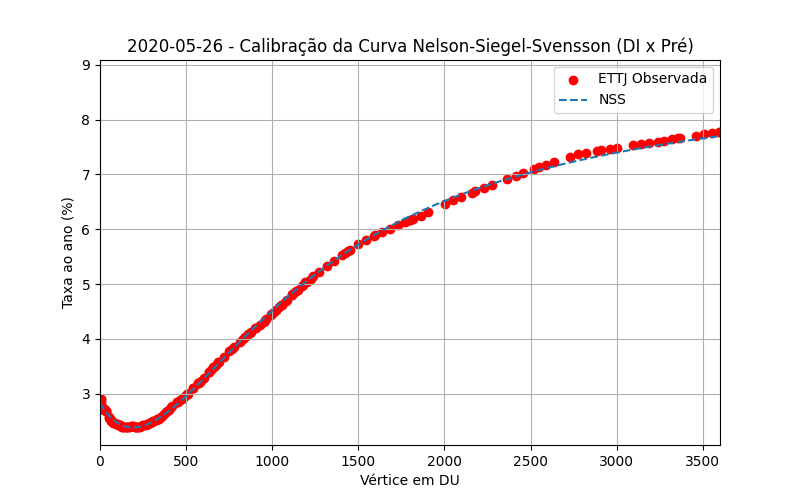 2020-05-26 - Calibração da Curva Nelson-Siegel-Svensson (DI x Pré)
ETTJ Observada
NSS
Taxa ao ano (%)
9
8
7
6
5
4
3
0 500 1000 1500 2000 2500 3000 3500
Vértice em DU